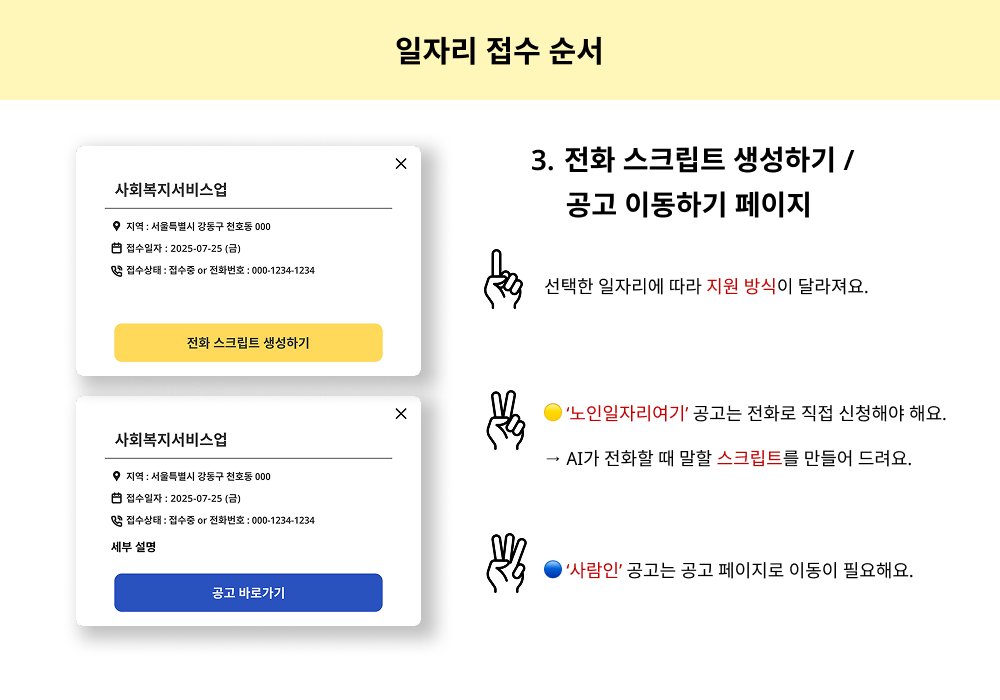 일자리 접수 순서
사회복지서비스업
지역 : 서울특별시 강동구 천호동 000
접수일자 : 2025-07-25 (금)
접수상태 : 접수중 or 전화번호 : 000-1234-1234
전화 스크립트 생성하기
사회복지서비스업
지역 : 서울특별시 강동구 천호동 000
접수일자 : 2025-07-25 (금)
접수상태 : 접수중 or 전화번호 : 000-1234-1234
세부 설명
공고 바로가기
3. 전화 스크립트 생성하기 /
공고 이동하기 페이지
선택한 일자리에 따라 지원 방식이 달라져요.
‘노인일자리여기’ 공고는 전화로 직접 신청해야 해요.
→ AI가 전화할 때 말할 스크립트를 만들어 드려요.
‘사람인’ 공고는 공고 페이지로 이동이 필요해요.